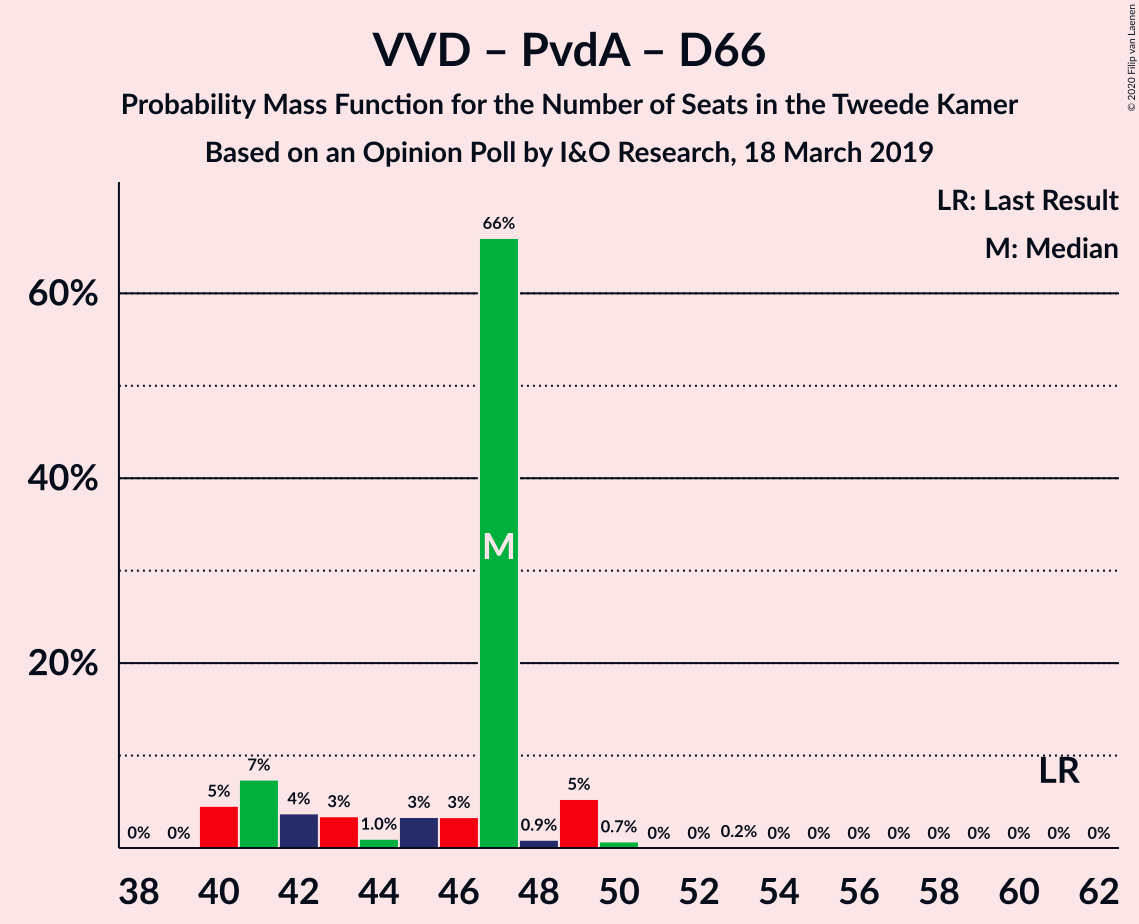 VVD – PvdA – D66
Probability Mass Function for the Number of Seats in the Tweede Kamer
Based on an Opinion Poll by I&O Research, 18 March 2019
© 2020 Filip van Laenen
LR: Last Result
M: Median
60%
40%
20%
0% 0% 5% 7% 4% 3% 1.0% 3% 3% 66% 0.9% 5% 0.7% 0% 0% 0.2% 0% 0% 0% 0% 0% 0% 0% 0% 0%
M
LR
38 40 42 44 46 48 50 52 54 56 58 60 62